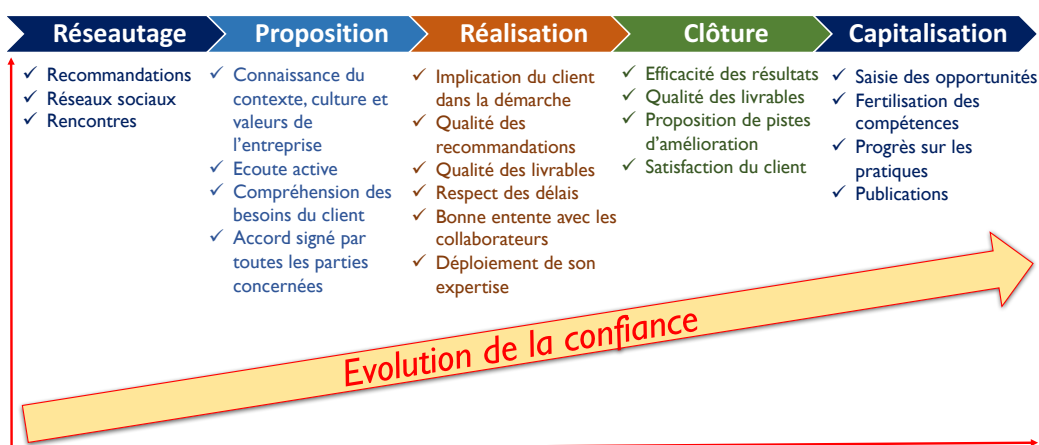 Réseautage
Proposition
Réalisation
Clôture
Capitalisation
✓ Recommandations
✓ Réseaux sociaux
✓ Rencontres
✓ Connaissance du
contexte, culture et
valeurs de
l'entreprise
✓ Ecoute active
✓ Compréhension des
besoins du client
✓ Accord signé par
toutes les parties
concernées
✓ Implication du client
dans la démarche
✓ Qualité des
recommandations
✓ Qualité des livrables
✓ Respect des délais
✓ Bonne entente avec les
collaborateurs
✓ Déploiement de son
expertise
✓ Efficacité des résultats
✓ Qualité des livrables
✓ Proposition de pistes
d'amélioration
✓ Satisfaction du client
✓ Saisie des opportunités
✓ Fertilisation des
compétences
✓ Progrès sur les
pratiques
✓ Publications
Evolution de la confiance